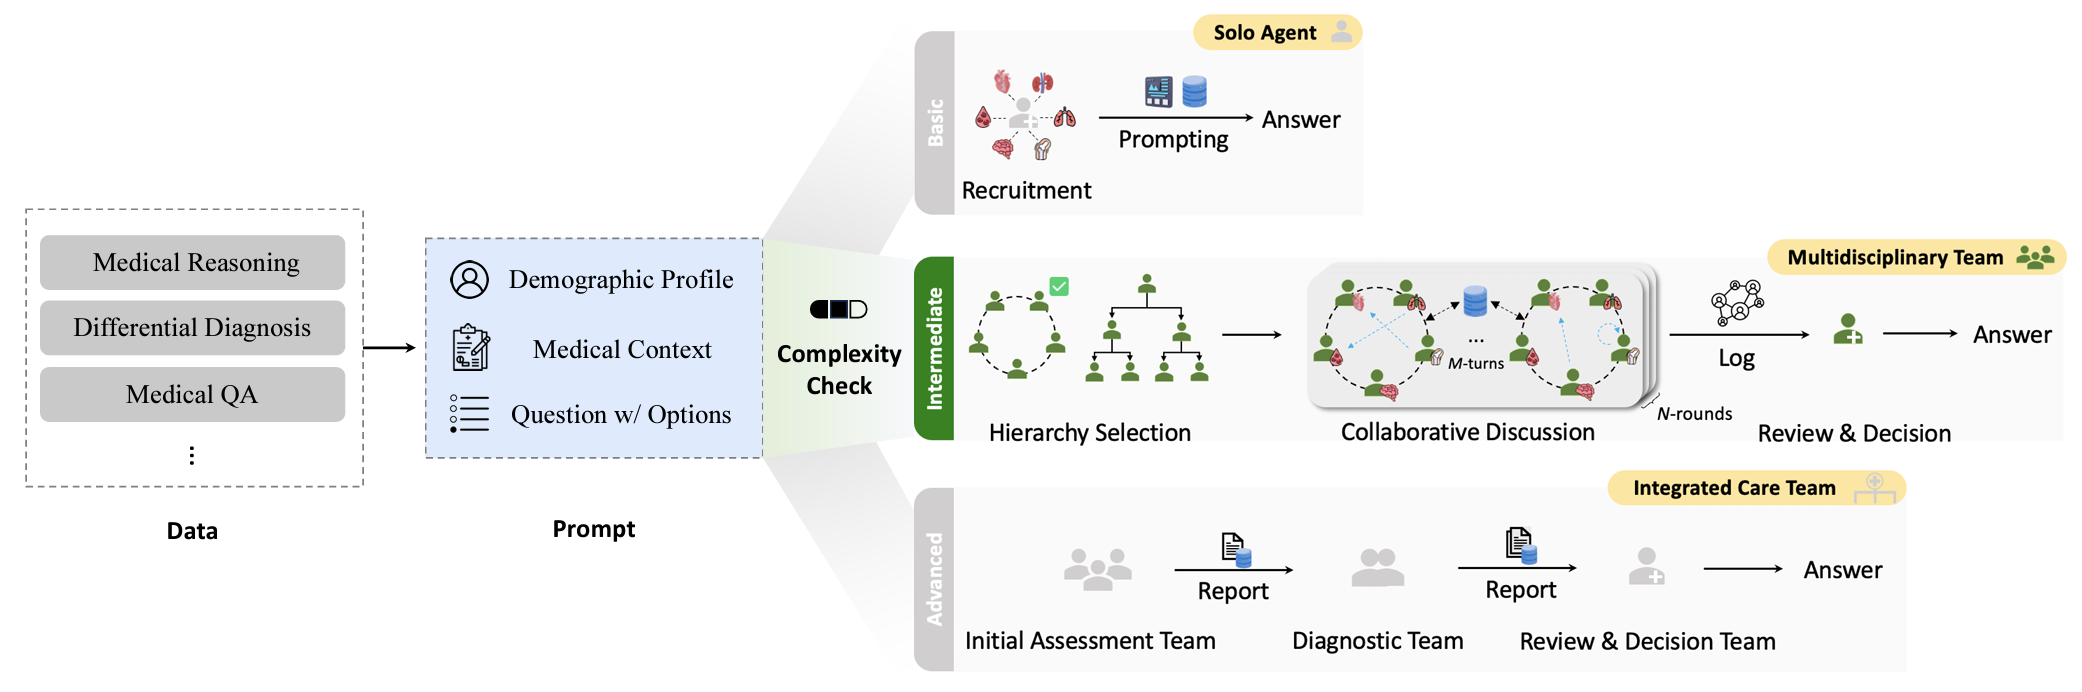 Medical Reasoning
Differential Diagnosis
Medical QA
⋮
Data
Demographic Profile
Medical Context
Question w/ Options
Prompt
Complexity
Check
Basic
Solo Agent
Recruitment
Prompting
Answer
Intermediate
Multidisciplinary Team
Hierarchy Selection
...
M-turns
N-rounds
Collaborative Discussion
Log
Review & Decision
Answer
Advanced
Integrated Care Team
Initial Assessment Team
Report
Diagnostic Team
Report
Review & Decision Team
Answer